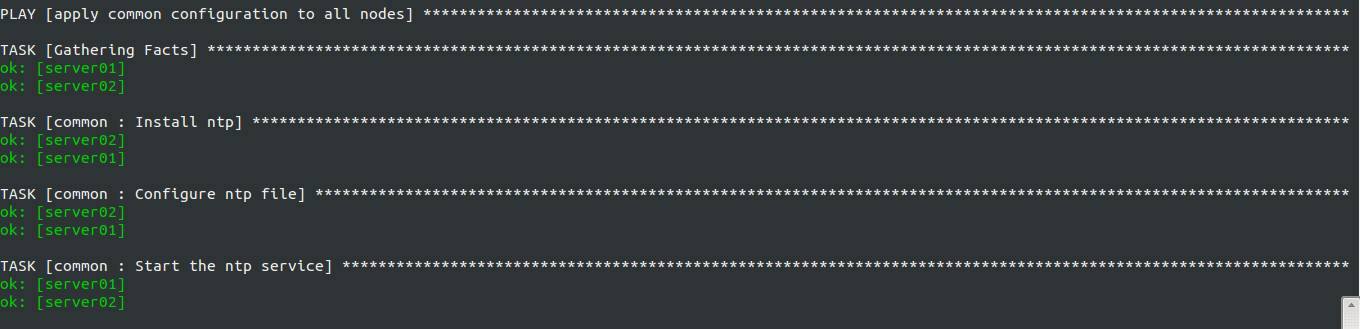 PLAY [apply common configuration to all nodes] *******************************************************************************************************
TASK [Gathering Facts] *******************************************************************************************************************************
ok: [server01]
ok: [server02]
TASK [common : Install ntp] **************************************************************************************************************************
ok: [server02]
ok: [server01]
TASK [common : Configure ntp file] *******************************************************************************************************************
ok: [server02]
ok: [server01]
TASK [common : Start the ntp service] ****************************************************************************************************************
ok: [server01]
ok: [server02]